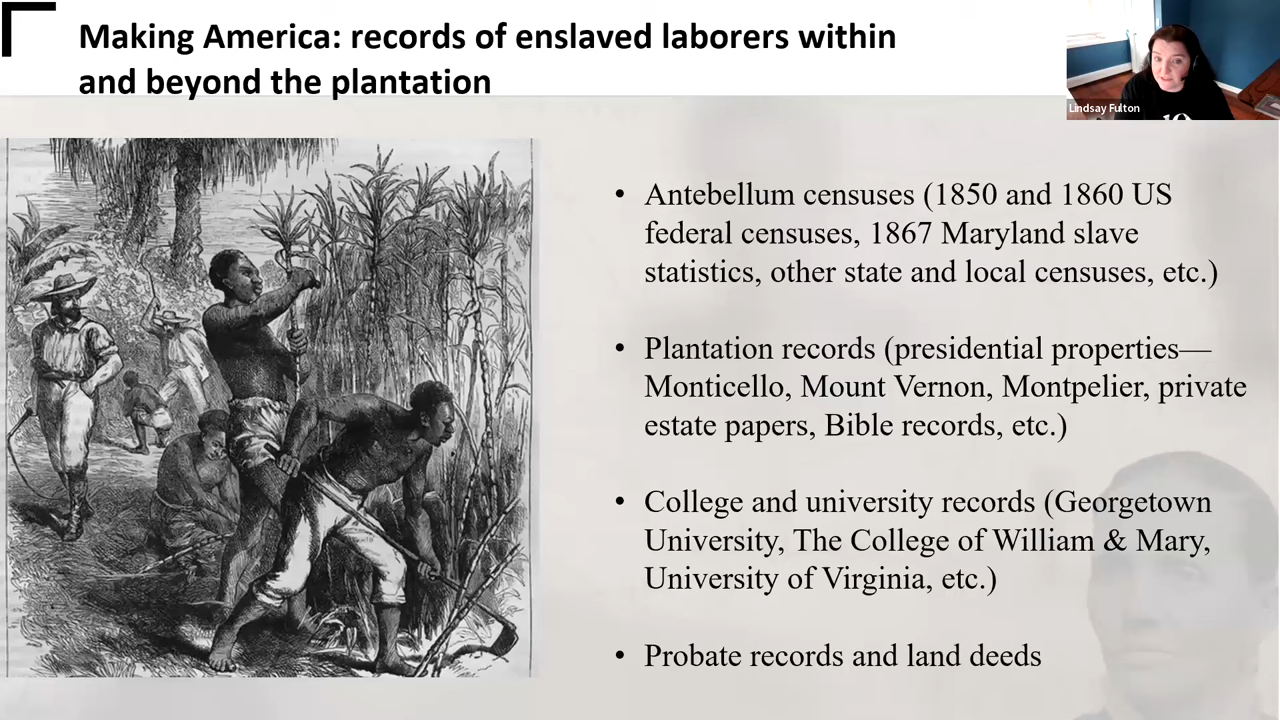 Making America: records of enslaved laborers within
and beyond the plantation
Lindsay Fulton
• Antebellum censuses (1850 and 1860 US
federal censuses, 1867 Maryland slave
statistics, other state and local censuses, etc.)
• Plantation records (presidential properties—
Monticello, Mount Vernon, Montpelier, private
estate papers, Bible records, etc.)
• College and university records (Georgetown
University, The College of William & Mary,
University of Virginia, etc.)
• Probate records and land deeds